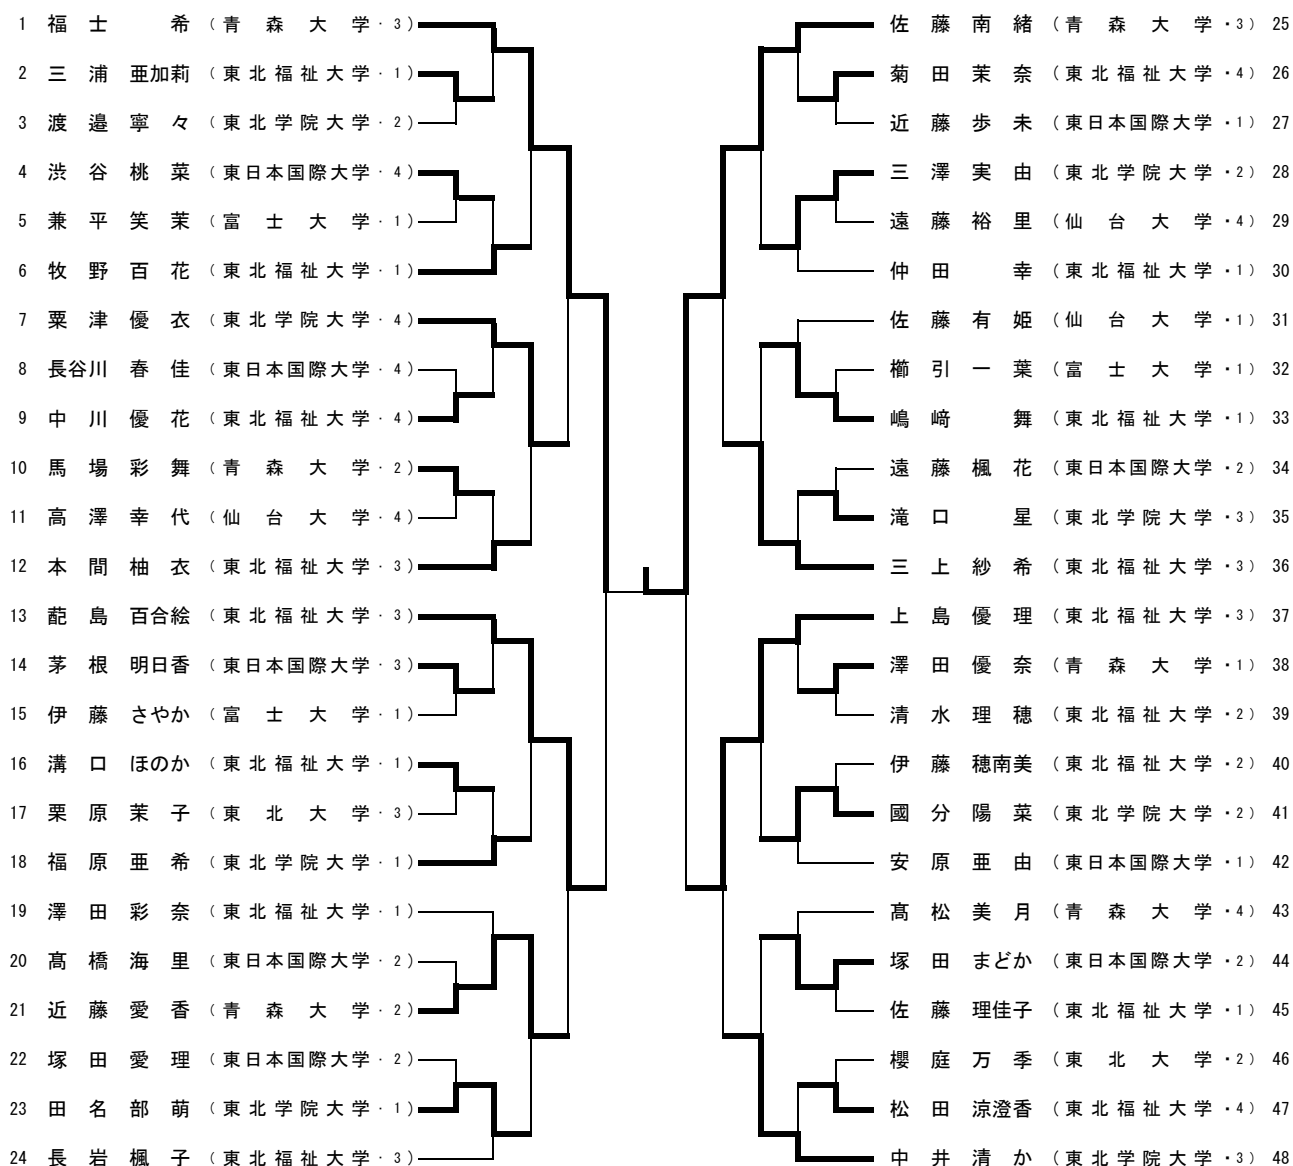 1 福士 希 (青森大学・3)
2 三浦 亜加莉 (東北福祉大学・1)
3 渡邉 寧々 (東北学院大学・2)
4 渋谷 桃菜 (東日本国際大学・4)
5 兼平 笑茉 (富士大学・1)
6 牧野 百花 (東北福祉大学・1)
7 粟津 優衣 (東北学院大学・4)
8 長谷川 春佳 (東日本国際大学・4)
9 中川 優花 (東北福祉大学・4)
10 馬場 彩舞 (青森大学・2)
11 高澤 幸代 (仙台大学・4)
12 本間 柚衣 (東北福祉大学・3)
13 蓜島 百合絵 (東北福祉大学・3)
14 茅根 明日香 (東日本国際大学・3)
15 伊藤 さやか (富士大学・1)
16 溝口 ほのか (東北福祉大学・1)
17 栗原 茉子 (東北大学・3)
18 福原 亜希 (東北学院大学・1)
19 澤田 彩奈 (東北福祉大学・1)
20 髙橋 海里 (東日本国際大学・2)
21 近藤 愛香 (青森大学・2)
22 塚田 愛理 (東日本国際大学・2)
23 田名部 萌 (東北学院大学・1)
24 長岩 楓子 (東北福祉大学・3)
佐藤 南緒 (青森大学・3) 25
菊田 茉奈 (東北福祉大学・4) 26
近藤 歩未 (東日本国際大学・1) 27
三澤 実由 (東北学院大学・2) 28
遠藤 裕里 (仙台大学・4) 29
仲田 幸 (東北福祉大学・1) 30
佐藤 有姫 (仙台大学・1) 31
櫛引 一葉 (富士大学・1) 32
嶋﨑 舞 (東北福祉大学・1) 33
遠藤 楓花 (東日本国際大学・2) 34
滝口 星 (東北学院大学・3) 35
三上 紗希 (東北福祉大学・3) 36
上島 優理 (東北福祉大学・3) 37
澤田 優奈 (青森大学・1) 38
清水 理穂 (東北福祉大学・2) 39
伊藤 穂南美 (東北福祉大学・2) 40
國分 陽菜 (東北学院大学・2) 41
安原 亜由 (東日本国際大学・1) 42
髙松 美月 (青森大学・4) 43
塚田 まどか (東日本国際大学・2) 44
佐藤 理佳子 (東北福祉大学・1) 45
櫻庭 万季 (東北大学・2) 46
松田 涼澄香 (東北福祉大学・4) 47
中井 清か (東北学院大学・3) 48